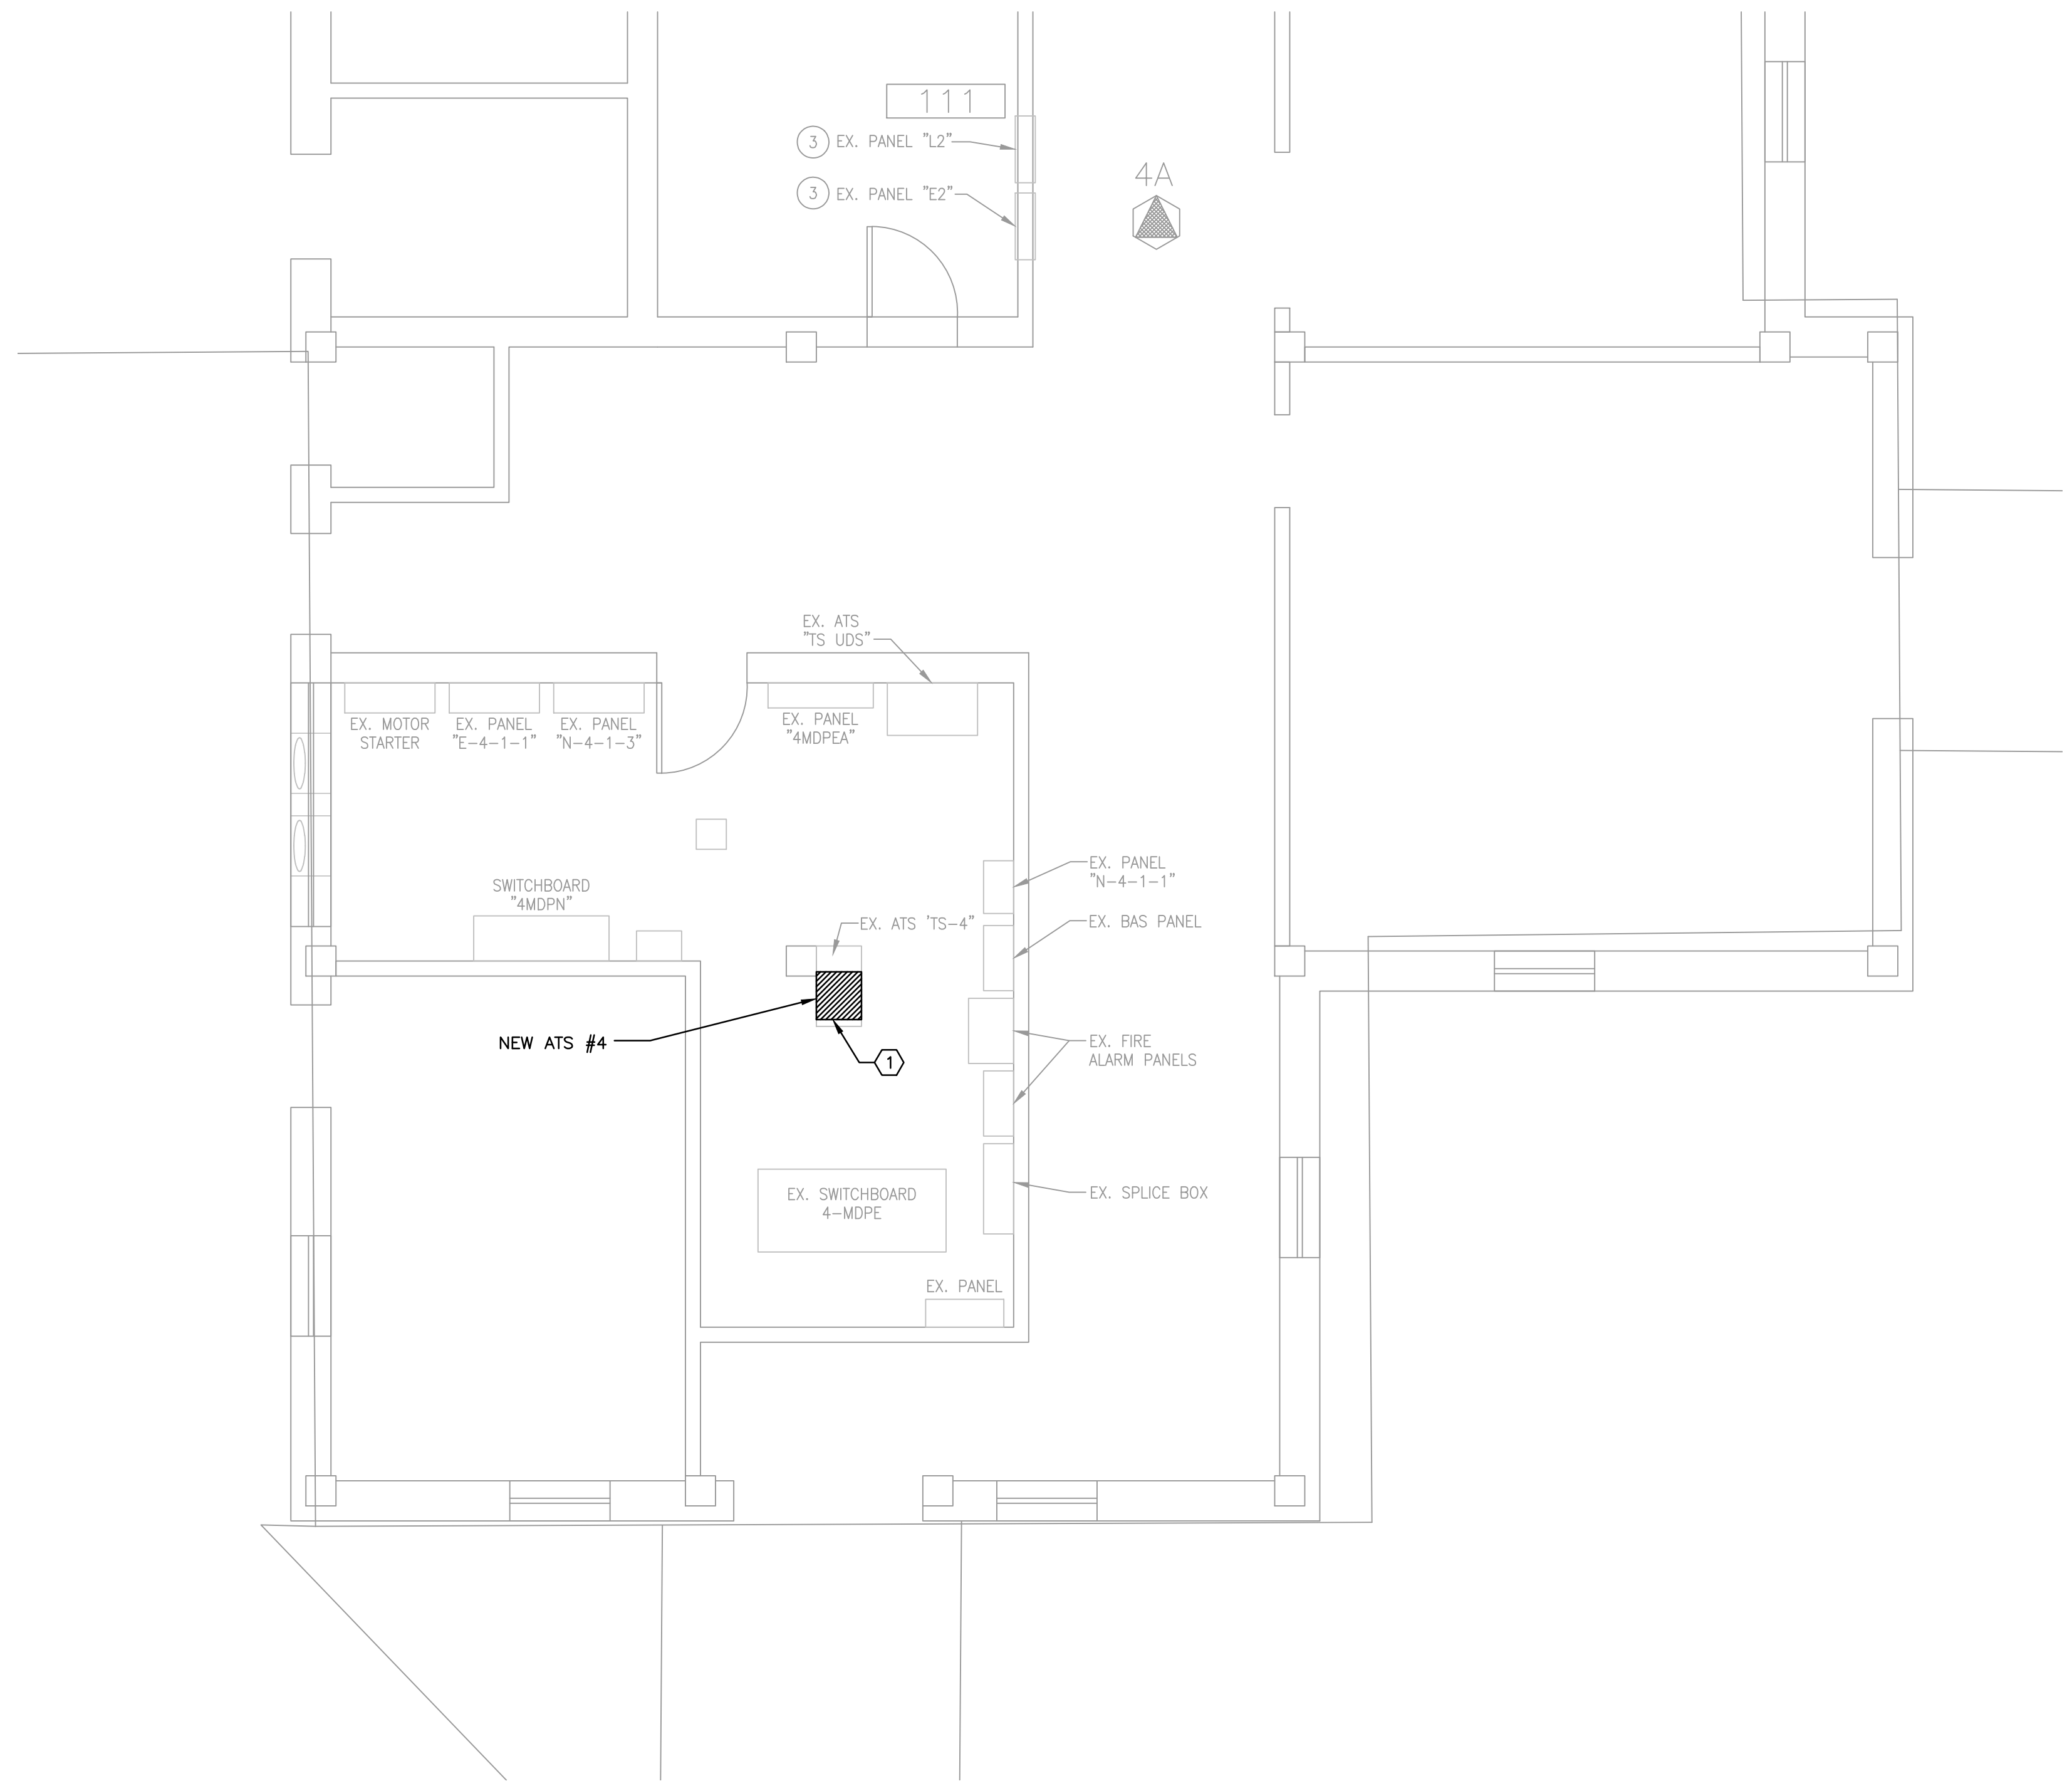 111
3 EX. PANEL "L2"
3 EX. PANEL "E2"
4A
EX. ATS
"TS UDS"
EX. MOTOR
STARTER
EX. PANEL
"E-4-1-1"
EX. PANEL
"N-4-1-3"
EX. PANEL
"4MDPEA"
EX. PANEL
"N-4-1-1"
SWITCHBOARD
"4MDPN"
EX. ATS 'TS-4"
EX. BAS PANEL
NEW ATS #4
1
EX. FIRE
ALARM PANELS
EX. SWITCHBOARD
4-MDPE
EX. SPLICE BOX
EX. PANEL